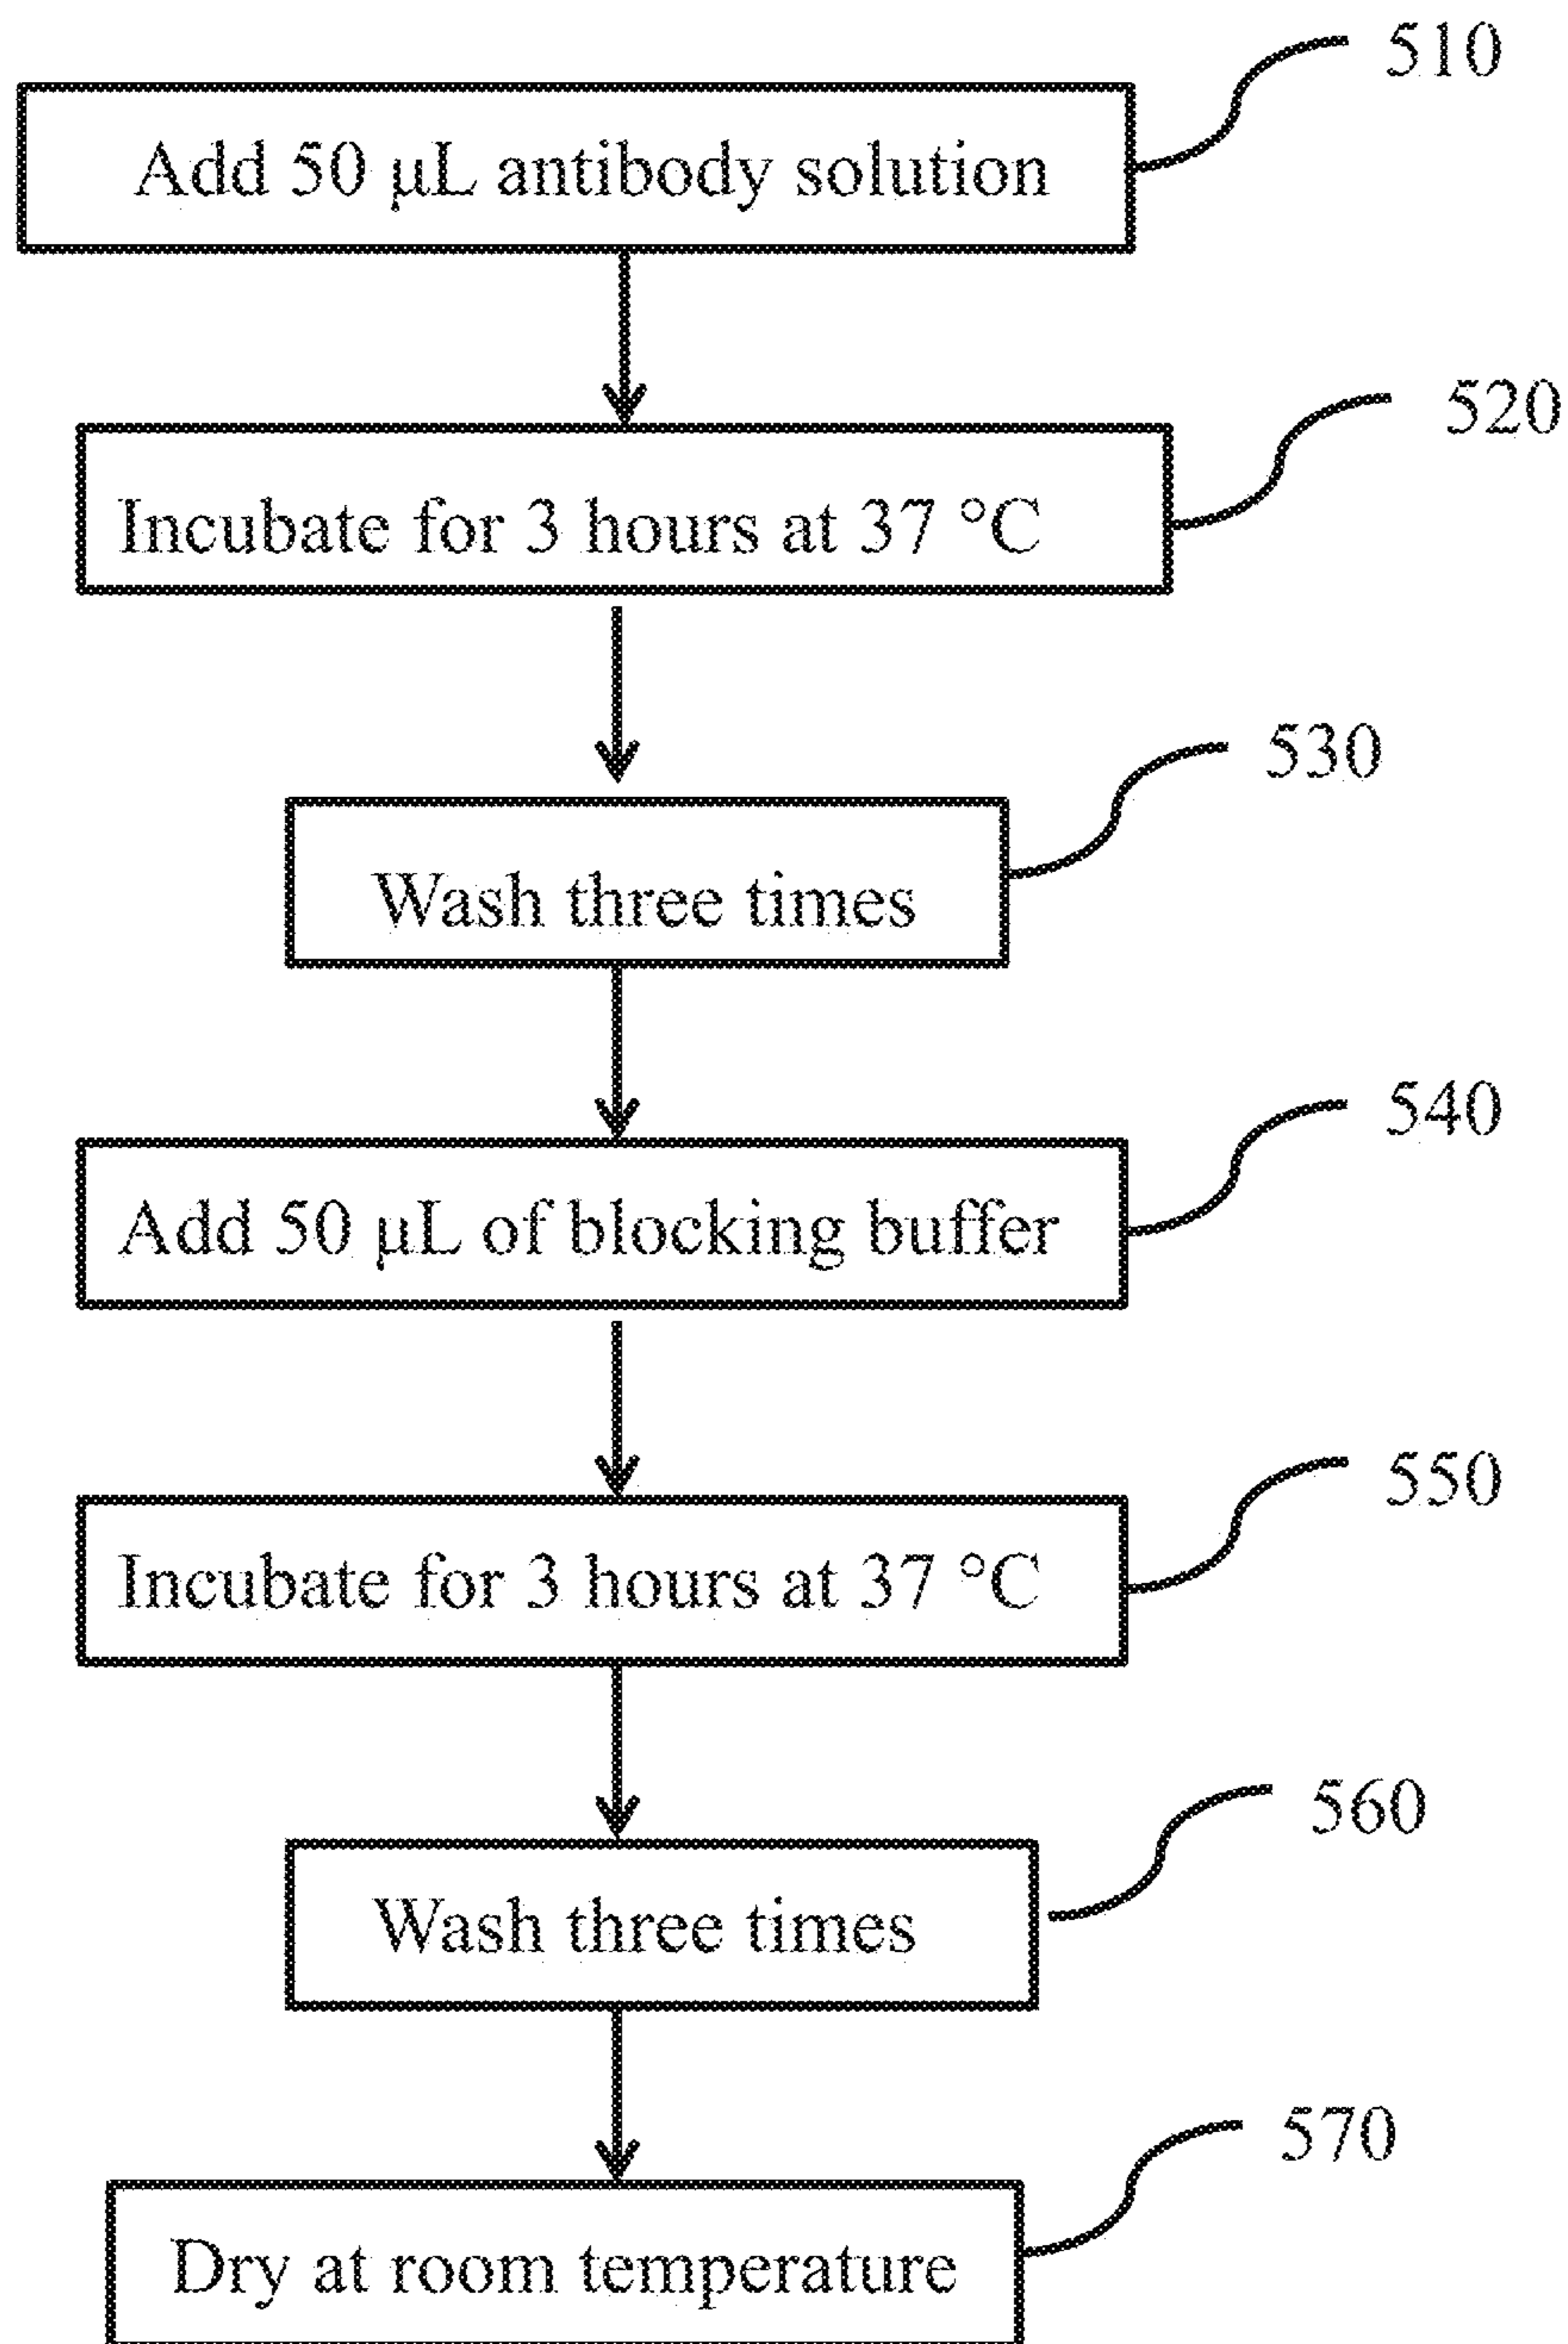 510
Add 50 µL antibody solution
520
Incubate for 3 hours at 37 °C
530
Wash three times
540
Add 50 µL of blocking buffer
550
Incubate for 3 hours at 37 °C
560
Wash three times
570
Dry at room temperature